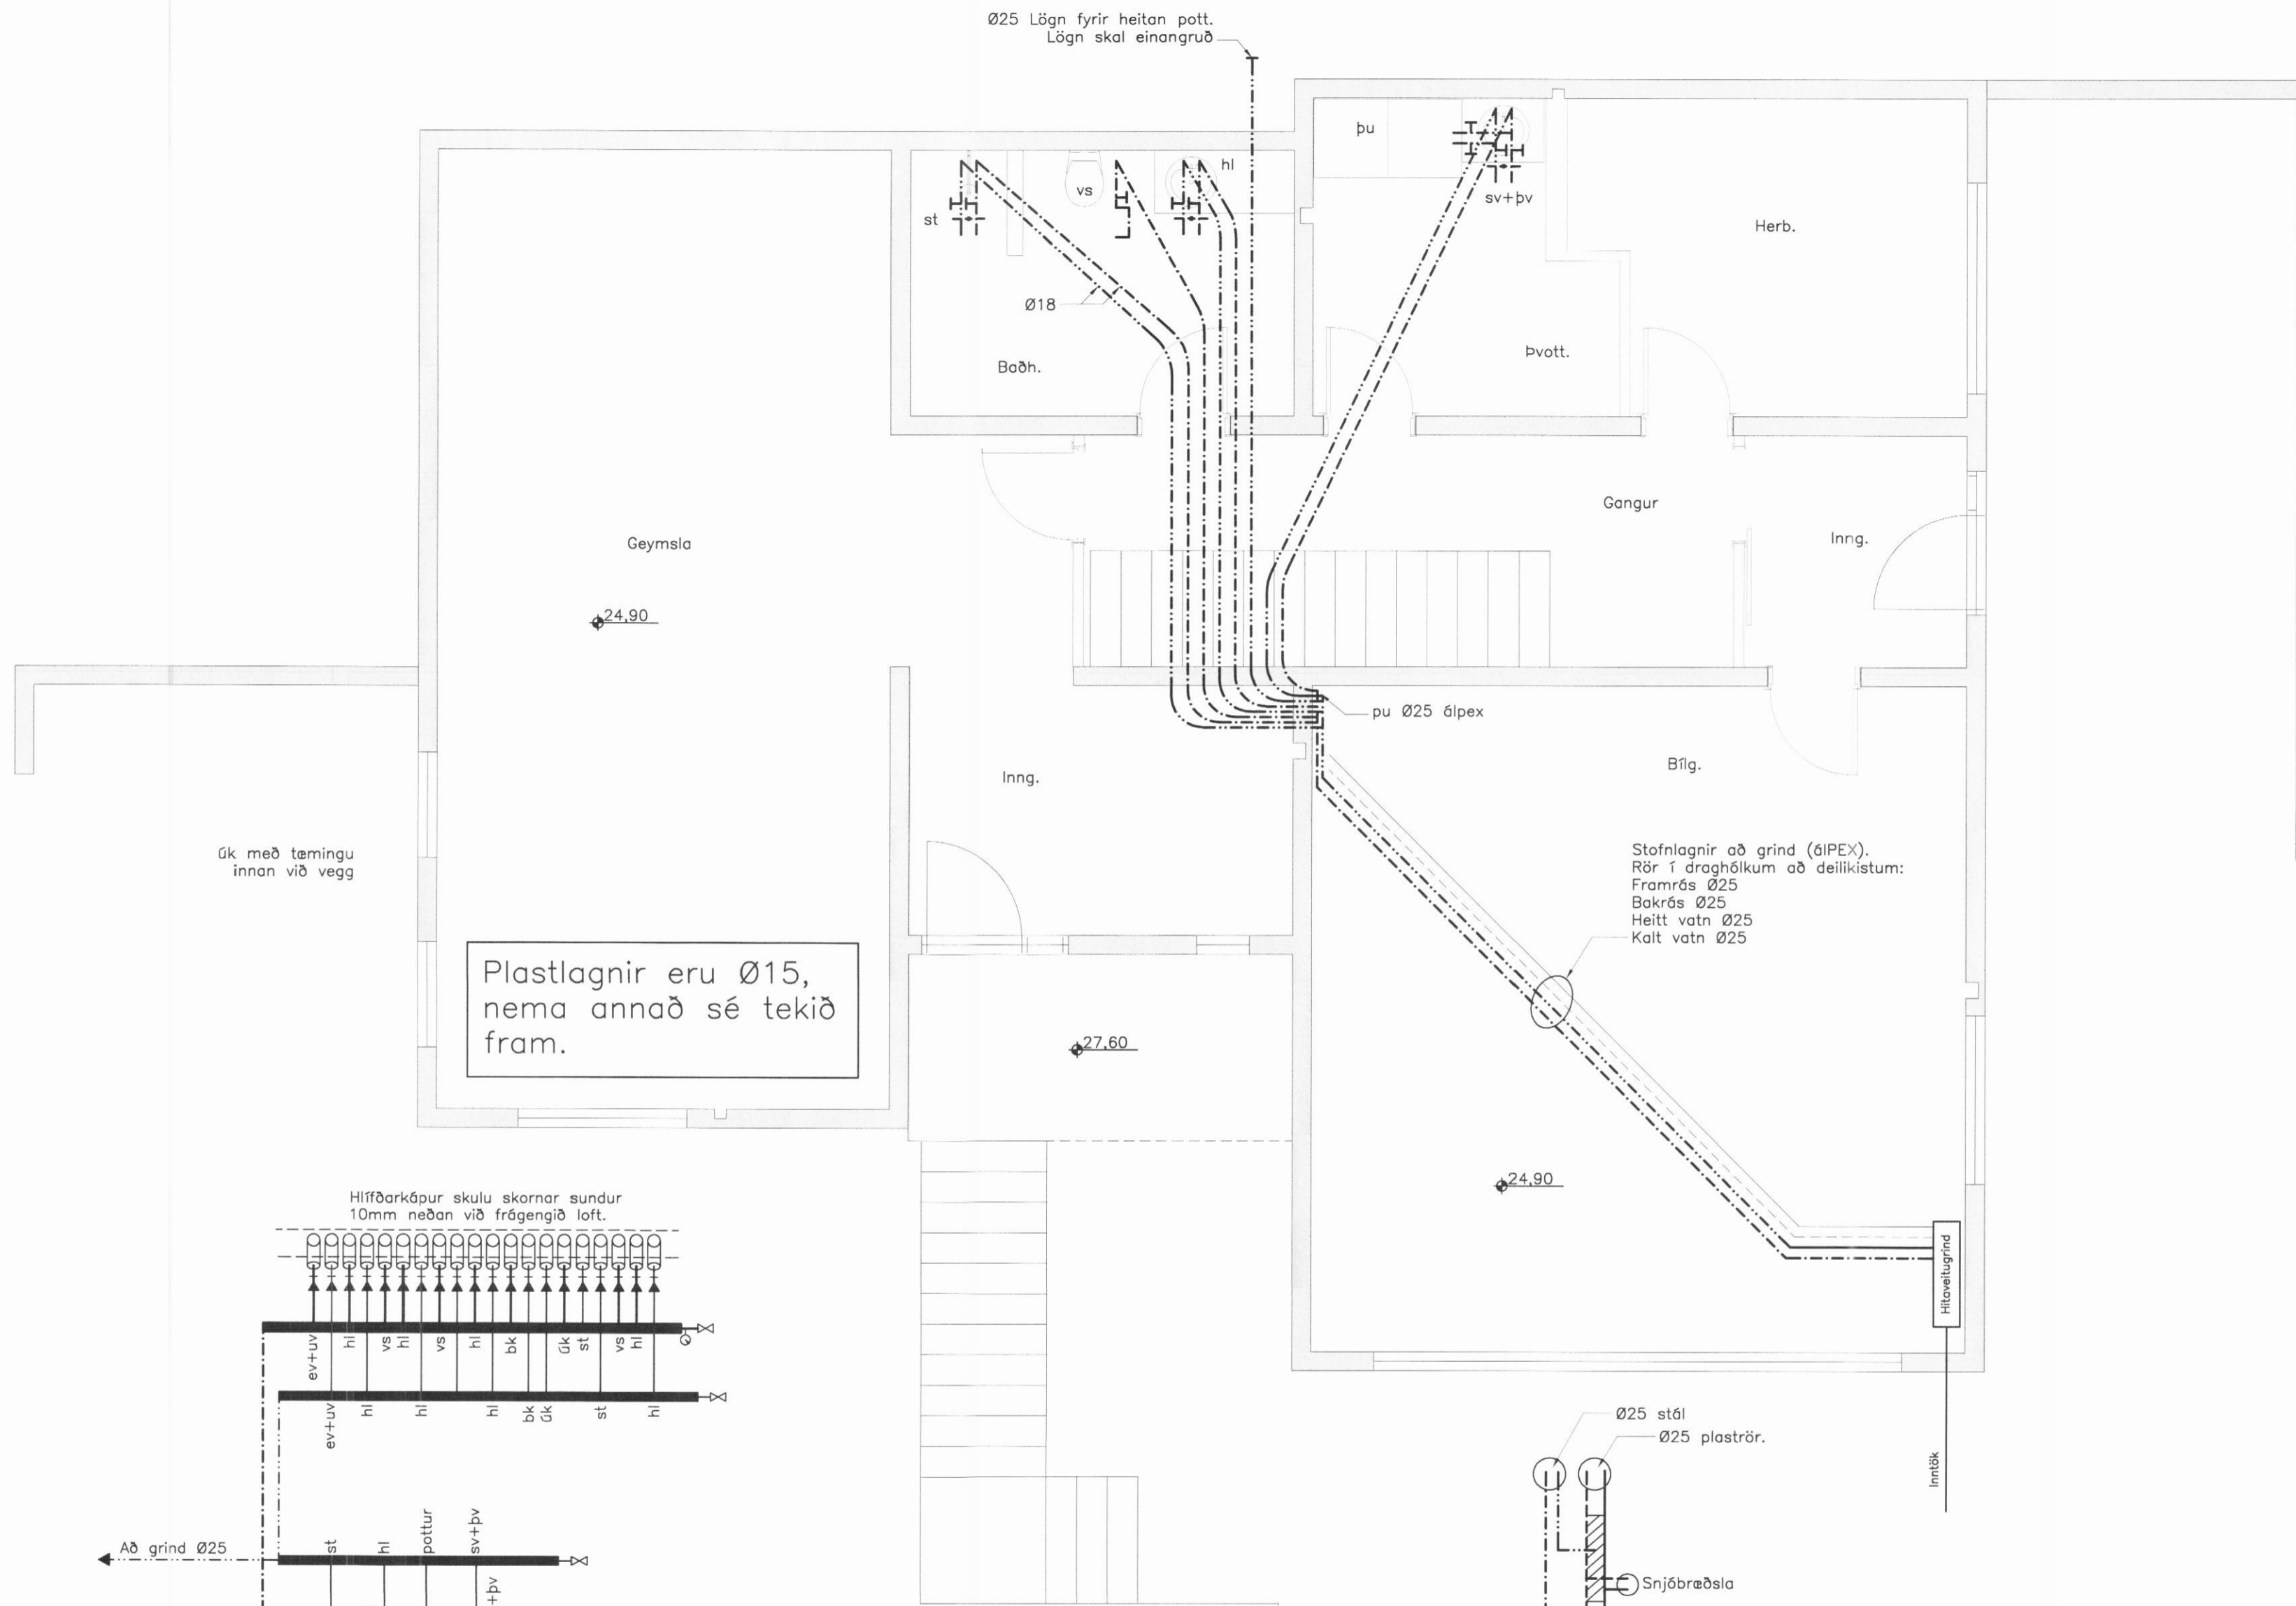 Ø25 Lögn fyrir heitan pott.
Lögn skal einangruð
þu
hl
vs
st
sv+þv
Herb.
Ø18
Þvott.
Baðh.
Gangur
Inng.
Geymsla
24,90
pu Ø25 álpex
Bílg.
Inng.
úk með tæmingu
innan við vegg
Stofnlagnir að grind (álPEX).
Rör í draghólkum að deilikistum:
Framrás Ø25
Bakrás Ø25
Heitt vatn Ø25
Kalt vatn Ø25
Plastlagnir eru Ø15,
nema annað sé tekið
fram.
27,60
24,90
Hlífðarkápur skulu skornar sundur
10mm neðan við frágengið loft.
Hitaveitugrind
ev+uv
hl
vs
hl
vs
hl
bk
úk
st
vs
hl
ev+uv
hl
hl
hl
bk
úk
st
hl
Ø25 stál
Ø25 plaströr.
Inntök
Að grind Ø25
st
hl
pottur
sv+þv
+þv
Snjóbræðsla